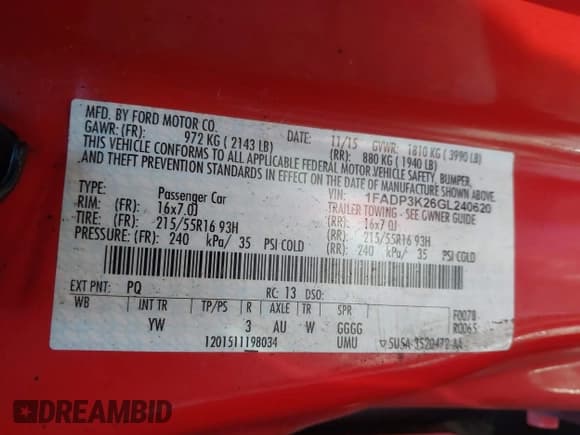 MFD. BY FORD MOTOR CO.
DATE: 11/15 GVWR: 1810 KG ( 3990 LB)
GAWR: (FR): 972 KG ( 2143 LB) (RR): 880 KG ( 1940 LB)
THIS VEHICLE CONFORMS TO ALL APPLICABLE FEDERAL MOTOR VEHICLE SAFETY, BUMPER,
AND THEFT PREVENTION STANDARDS IN EFFECT ON THE DATE OF MANUFACTURE SHOWN ABOVE.
VIN: 1FADP3K26GL240620
TYPE: Passenger Car TRAILER TOWING - SEE OWNER GUIDE
RIM: (FR): 16x7.0J (RR): 16x7.0J
TIRE: (FR): 215/55R16 93H (RR): 215/55R16 93H
PRESSURE: (FR): 240 kPa/ 35 PSI COLD (RR): 240 kPa/ 35 PSI COLD
EXT PNT: PQ RC: 13 DSO:
WB INT TR TP/PS R AXLE TR SPR F0078
YW 3 AU W GGGG R0065
1201511198034 UMU 5U5A-3520472-AA
DREAMBID